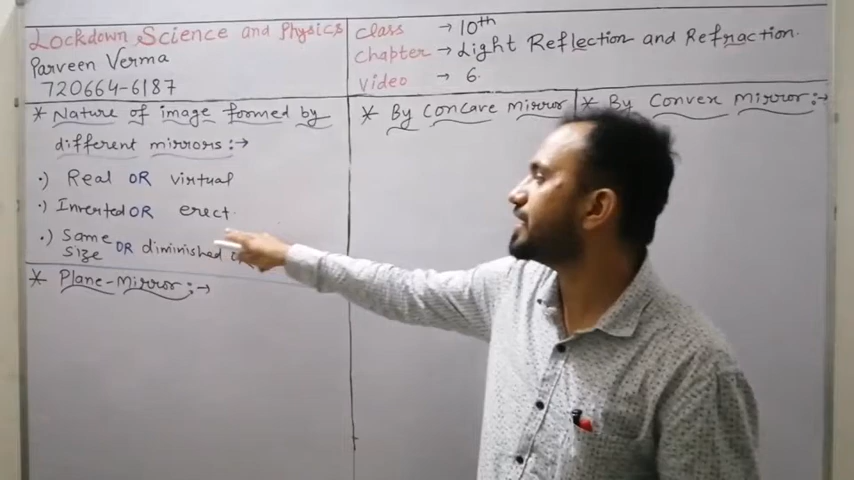 Lockdown Science and Physics
Parveen Verma
720664-6187
Class → 10th
Chapter → Light Reflection and Refraction.
Video → 6.
* Nature of image formed by
different mirrors :→
•) Real OR virtual
•) Inverted OR erect.
•) Same size OR diminished
* Plane-Mirror :→
* By Concave mirror
* By Convex mirror :→